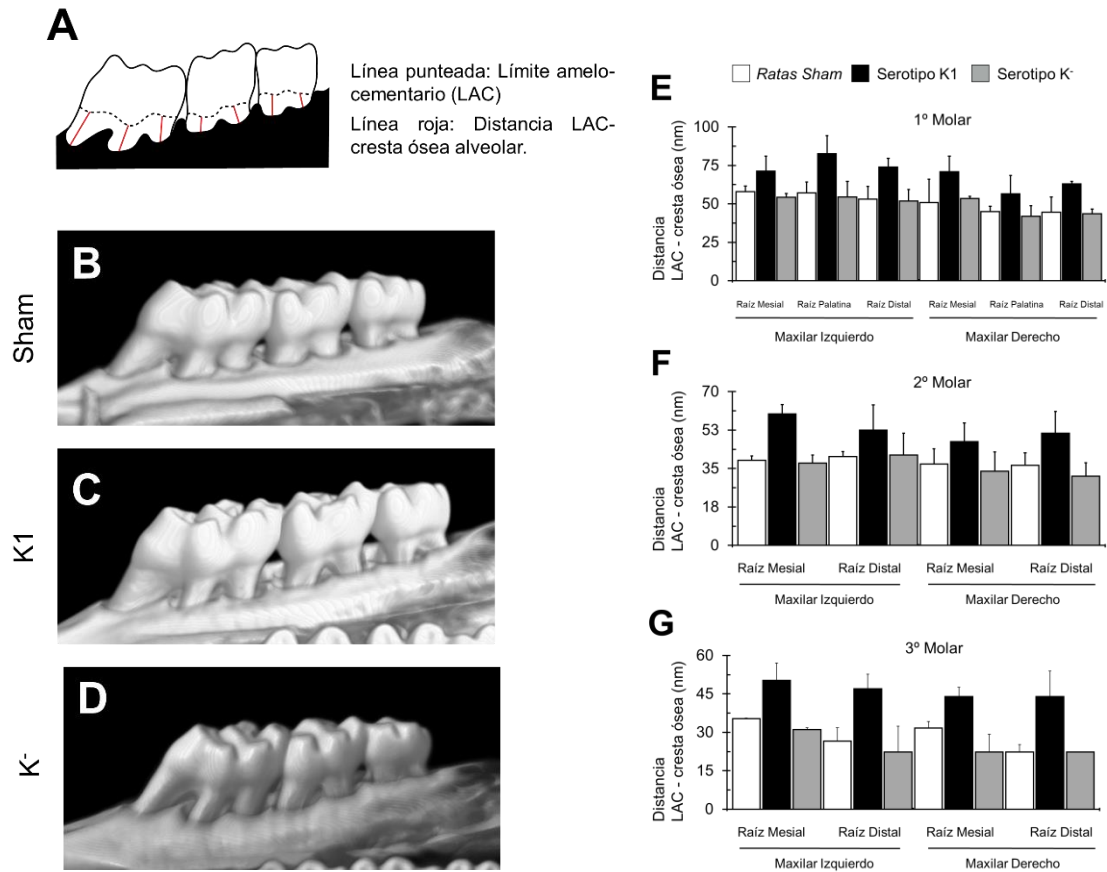 A
Línea punteada: Límite amelo-
cementario (LAC)
Línea roja: Distancia LAC-
cresta ósea alveolar.
B
Sham
C
K1
D
K-
Ratas Sham Serotipo K1 Serotipo K-
E
1º Molar
Distancia
LAC - cresta ósea (nm)
100
75
50
25
0
Raíz Mesial Raíz Palatina Raíz Distal Raíz Mesial Raíz Palatina Raíz Distal
Maxilar Izquierdo Maxilar Derecho
F
2º Molar
Distancia
LAC - cresta ósea (nm)
70
53
35
18
0
Raíz Mesial Raíz Distal Raíz Mesial Raíz Distal
Maxilar Izquierdo Maxilar Derecho
G
3º Molar
Distancia
LAC - cresta ósea (nm)
60
45
30
15
0
Raíz Mesial Raíz Distal Raíz Mesial Raíz Distal
Maxilar Izquierdo Maxilar Derecho